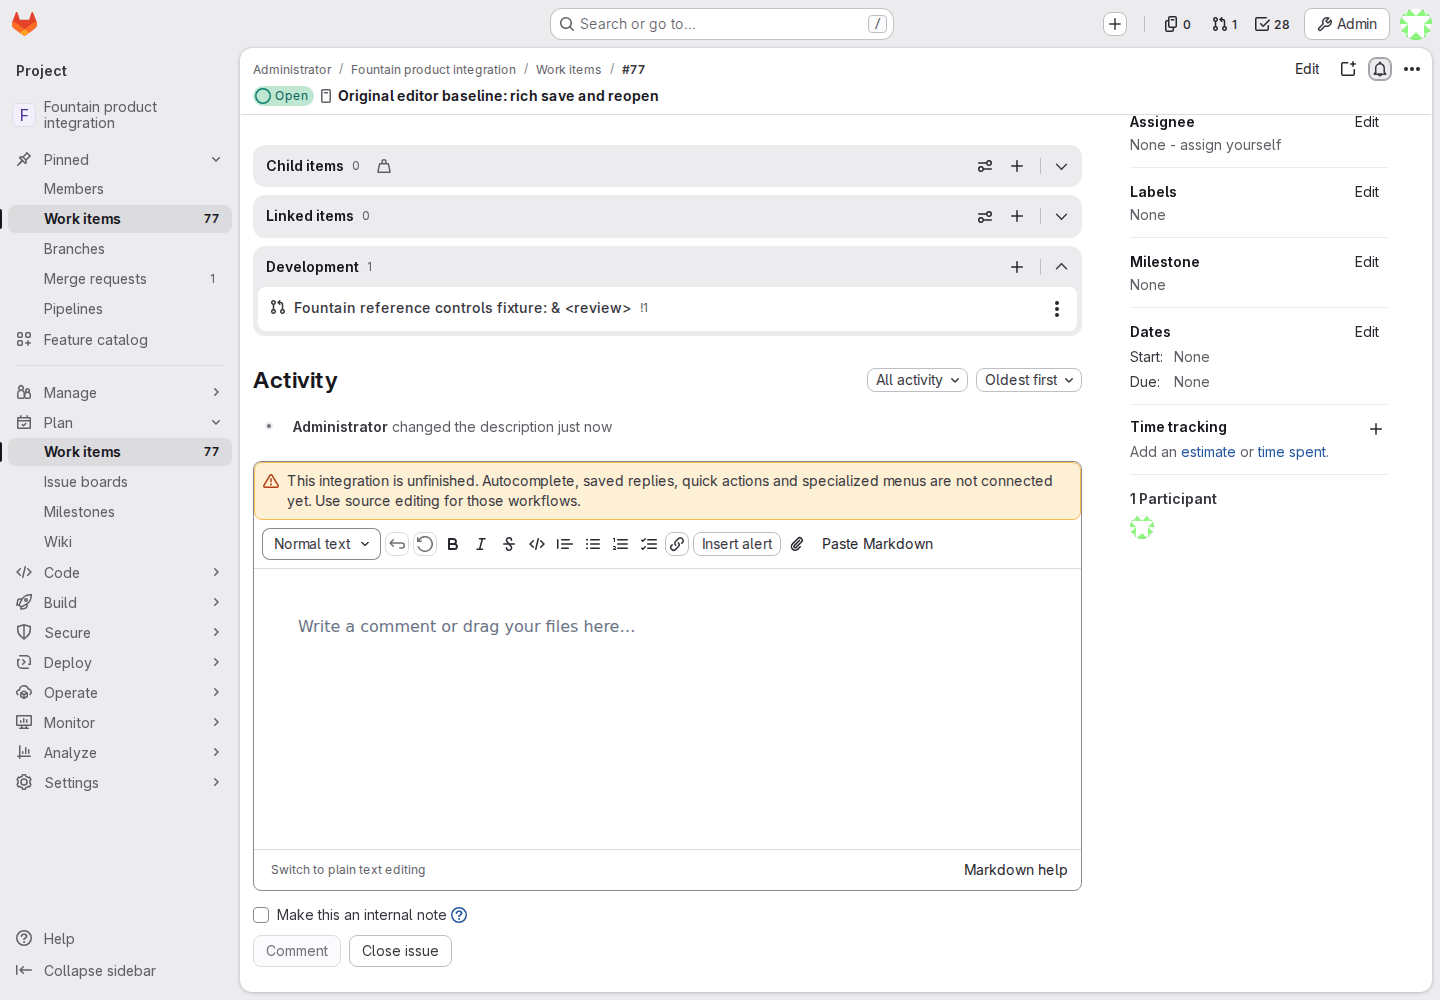 Search or go to...
/
0
1
28
Admin
Project
F
Fountain product integration
Pinned
Members
Work items 77
Branches
Merge requests 1
Pipelines
Feature catalog
Manage
Plan
Work items 77
Issue boards
Milestones
Wiki
Code
Build
Secure
Deploy
Operate
Monitor
Analyze
Settings
Help
Collapse sidebar
Administrator / Fountain product integration / Work items / #77
Edit
Open
Original editor baseline: rich save and reopen
Child items 0
Linked items 0
Development 1
Fountain reference controls fixture: & <review> !1
Activity
All activity
Oldest first
Administrator changed the description just now
This integration is unfinished. Autocomplete, saved replies, quick actions and specialized menus are not connected
yet. Use source editing for those workflows.
Normal text
Insert alert
Paste Markdown
Write a comment or drag your files here…
Switch to plain text editing
Markdown help
Make this an internal note
Comment
Close issue
Assignee Edit
None - assign yourself
Labels Edit
None
Milestone Edit
None
Dates Edit
Start: None
Due: None
Time tracking
Add an estimate or time spent.
1 Participant